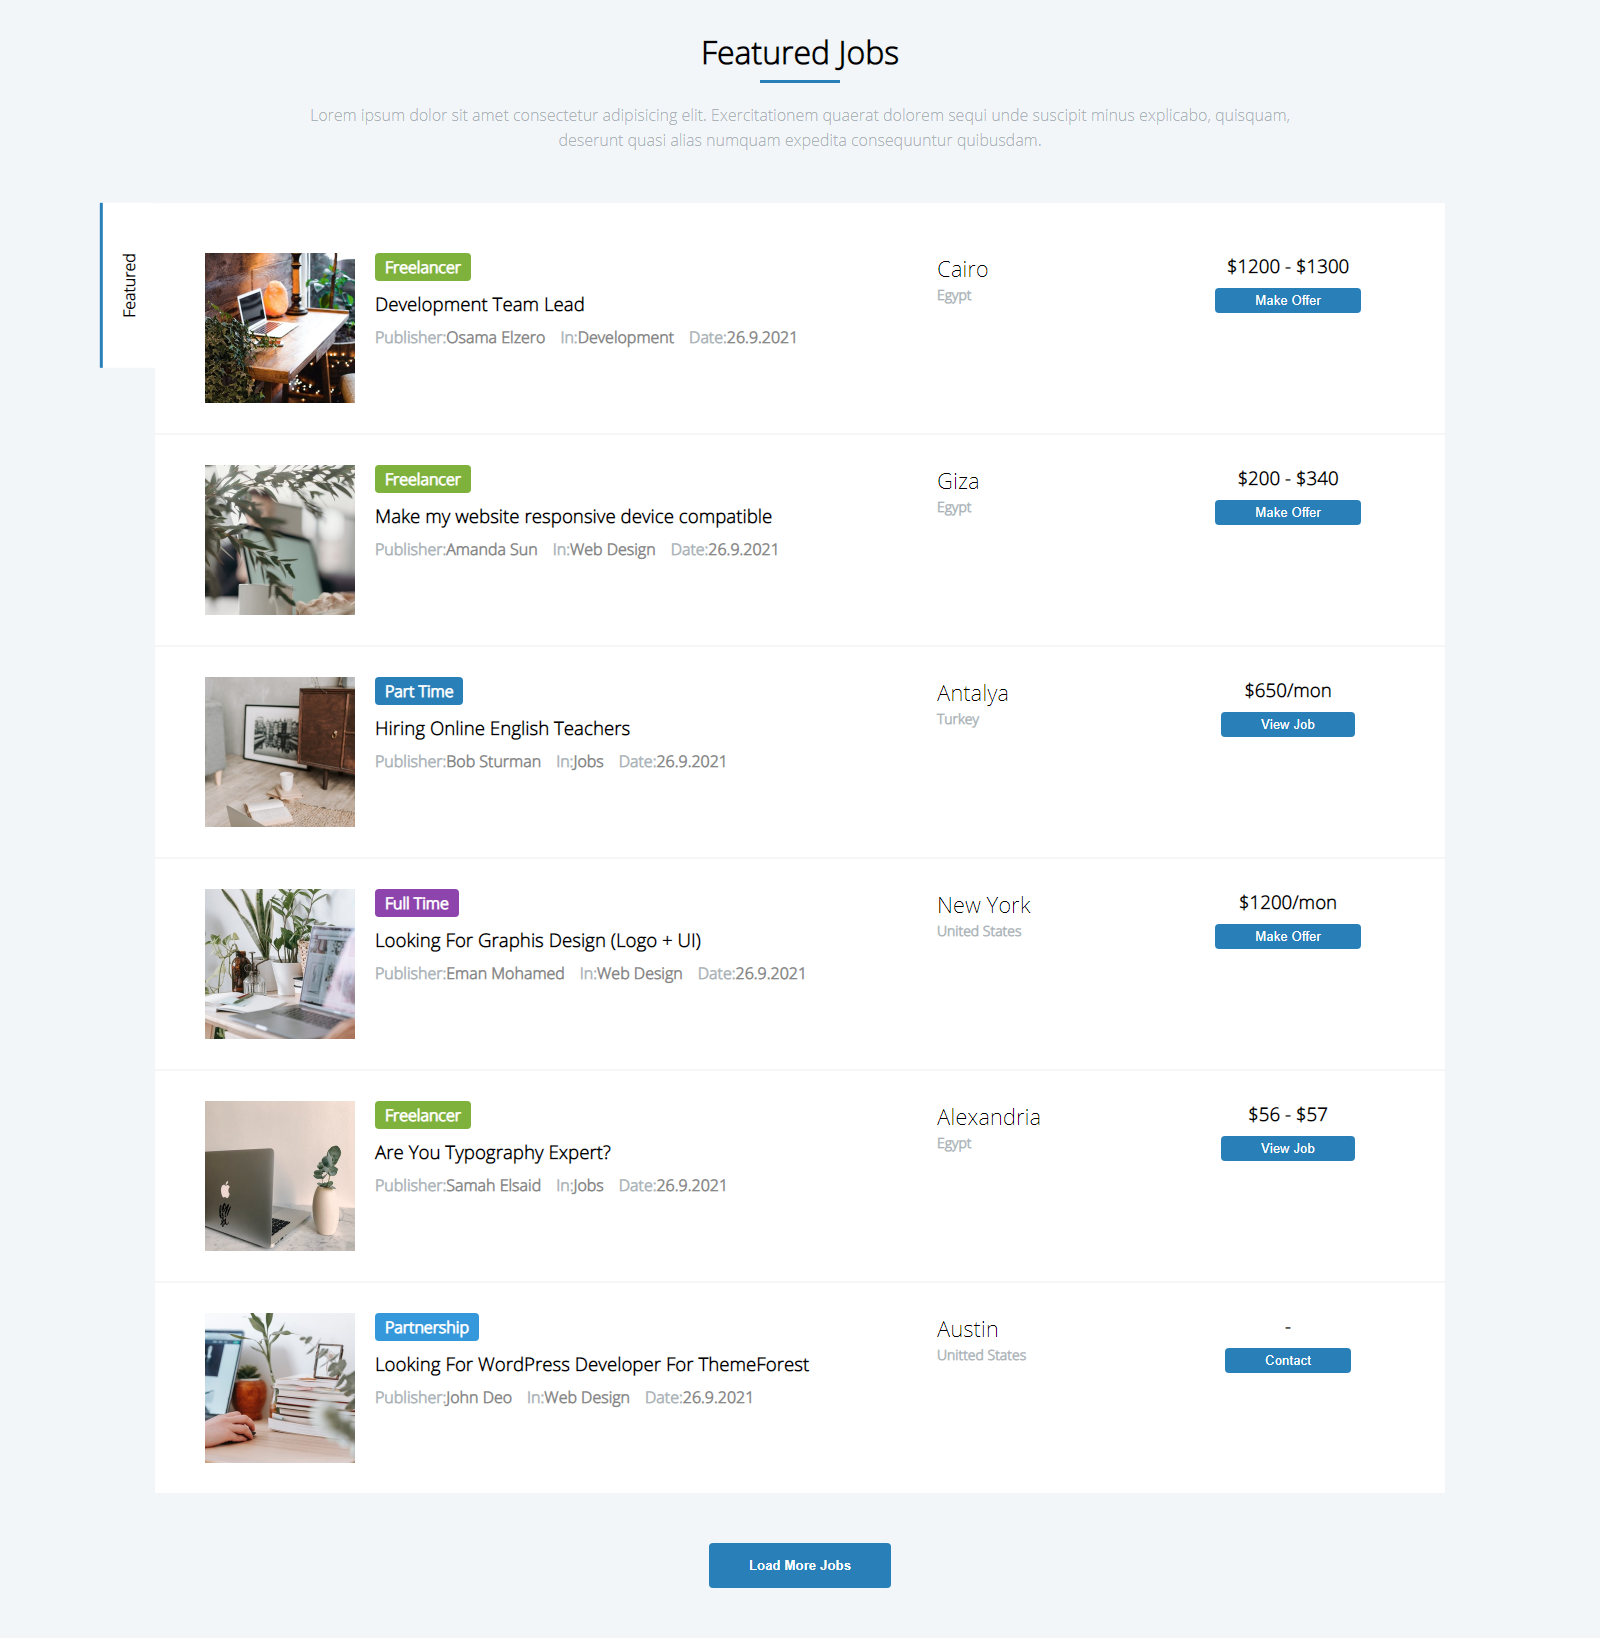 Featured Jobs
Lorem ipsum dolor sit amet consectetur adipisicing elit. Exercitationem quaerat dolorem sequi unde suscipit minus explicabo, quisquam,
deserunt quasi alias numquam expedita consequuntur quibusdam.
Featured
Freelancer
Development Team Lead
Publisher:Osama Elzero In:Development Date:26.9.2021
Cairo
Egypt
$1200 - $1300
Make Offer
Freelancer
Make my website responsive device compatible
Publisher:Amanda Sun In:Web Design Date:26.9.2021
Giza
Egypt
$200 - $340
Make Offer
Part Time
Hiring Online English Teachers
Publisher:Bob Sturman In:Jobs Date:26.9.2021
Antalya
Turkey
$650/mon
View Job
Full Time
Looking For Graphis Design (Logo + UI)
Publisher:Eman Mohamed In:Web Design Date:26.9.2021
New York
United States
$1200/mon
Make Offer
Freelancer
Are You Typography Expert?
Publisher:Samah Elsaid In:Jobs Date:26.9.2021
Alexandria
Egypt
$56 - $57
View Job
Partnership
Looking For WordPress Developer For ThemeForest
Publisher:John Deo In:Web Design Date:26.9.2021
Austin
Unitted States
-
Contact
Load More Jobs